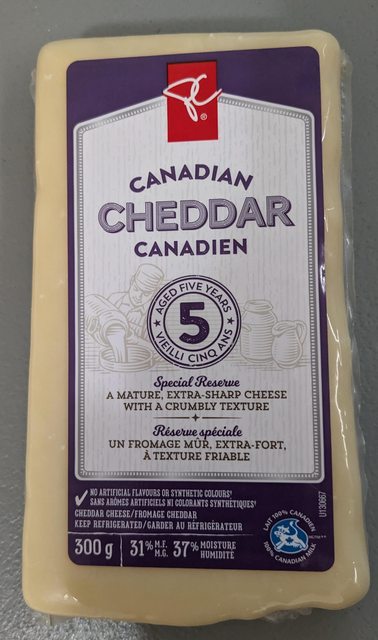 PC ®
CANADIAN
CHEDDAR
CANADIEN
AGED FIVE YEARS
5
VIEILLI CINQ ANS
Special Reserve
A MATURE, EXTRA-SHARP CHEESE
WITH A CRUMBLY TEXTURE
Réserve spéciale
UN FROMAGE MÛR, EXTRA-FORT,
À TEXTURE FRIABLE
NO ARTIFICIAL FLAVOURS OR SYNTHETIC COLOURS†
SANS ARÔMES ARTIFICIELS NI COLORANTS SYNTHÉTIQUES†
CHEDDAR CHEESE/FROMAGE CHEDDAR
KEEP REFRIGERATED/GARDER AU RÉFRIGÉRATEUR
300 g 31% M.F. M.G. 37% MOISTURE HUMIDITÉ
LAIT 100% CANADIEN
100% CANADIAN MILK
U130667